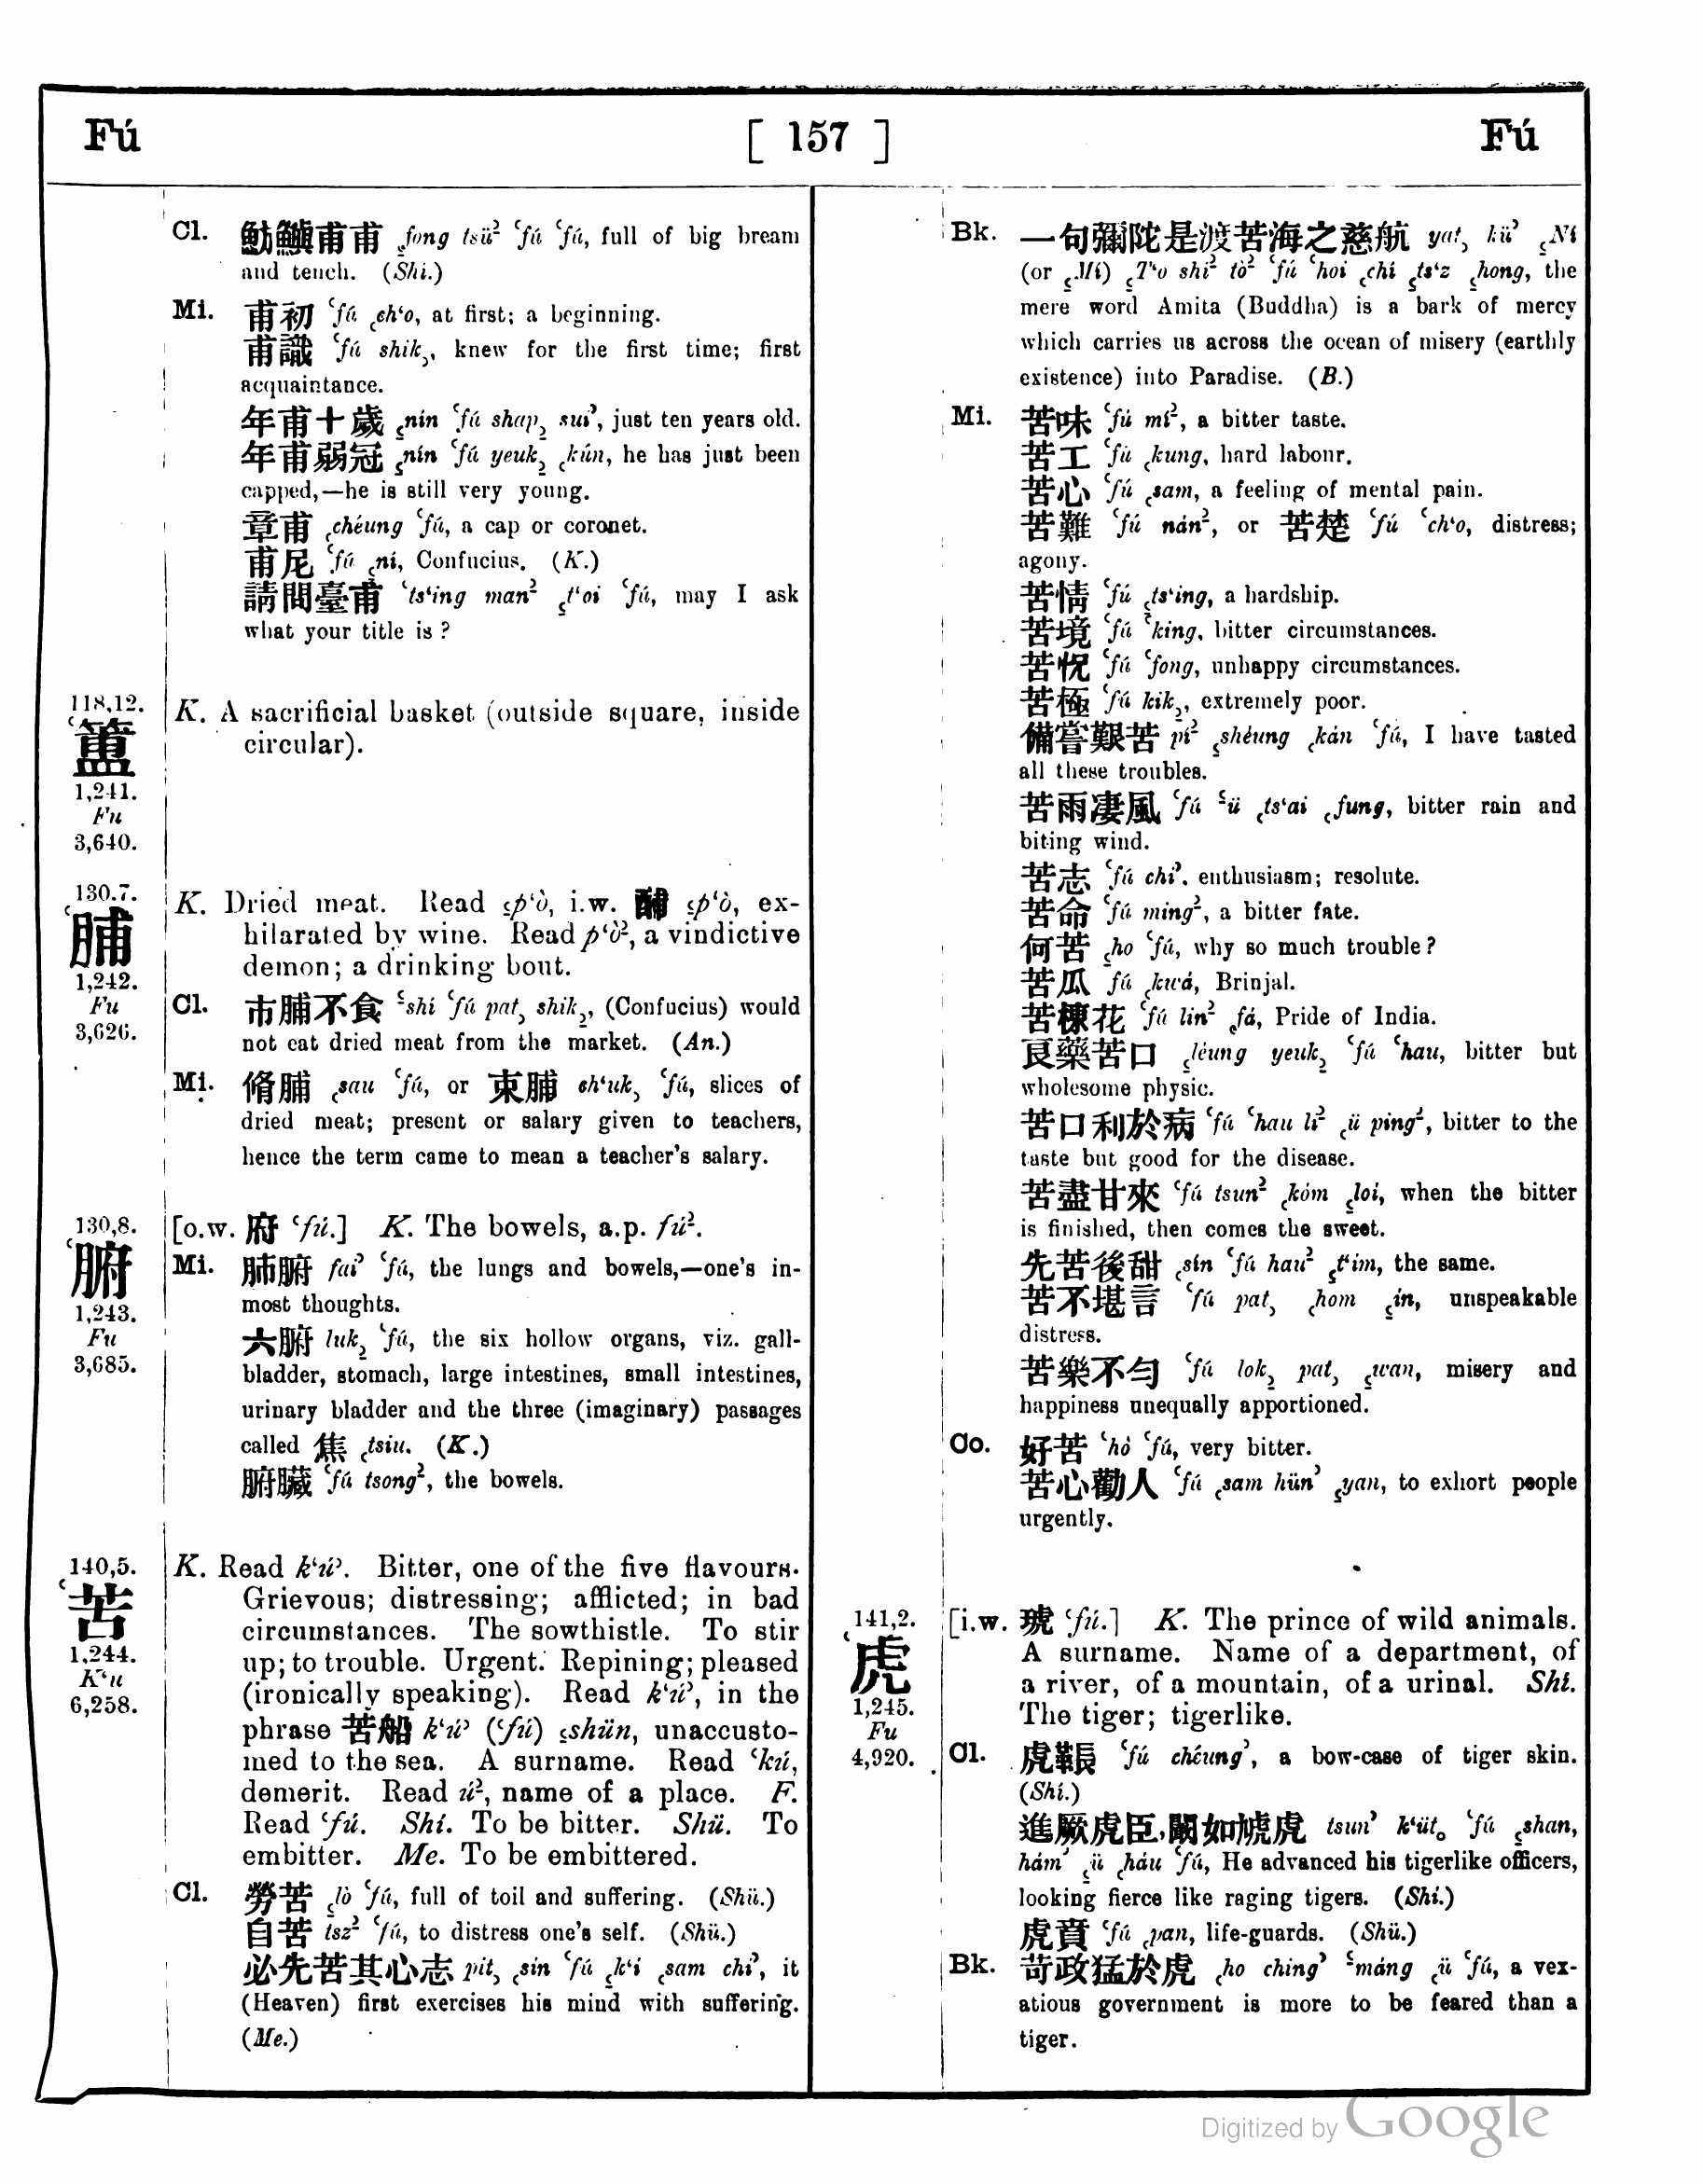 Fú [ 157 ] Fú
Cl. 魴鱮甫甫 ꜁fong tsü² ꜂fú ꜂fú, full of big bream
and tench. (Shi.)
Mi. 甫初 ꜂fú ꜀ch‘o, at first; a beginning.
甫識 ꜂fú shik꜆, knew for the first time; first
acquaintance.
年甫十歲 ꜁nín ꜂fú shap꜇ sui꜄, just ten years old.
年甫弱冠 ꜁nín ꜂fú yeuk꜇ ꜀kún, he has just been
capped,—he is still very young.
章甫 ꜀chéung ꜂fú, a cap or coronet.
甫尼 ꜂fú ꜁ní, Confucius. (K.)
請問臺甫 ꜂ts‘ing man² ꜁t‘oi ꜂fú, may I ask
what your title is?
118,12.
꜂簠
1,241.
Fu
3,640.
K. A sacrificial basket (outside square, inside
circular).
130.7.
꜂脯
1,242.
Fu
3,626.
K. Dried meat. Read ꜁p‘ò, i.w. 酺 ꜁p‘ò, ex-
hilarated by wine. Read p‘ò², a vindictive
demon; a drinking bout.
Cl. 市脯不食 ꜃shí ꜂fú pat꜆ shik꜇, (Confucius) would
not eat dried meat from the market. (An.)
Mi. 脩脯 ꜀sau ꜂fú, or 束脯 ch‘uk꜆ ꜂fú, slices of
dried meat; present or salary given to teachers,
hence the term came to mean a teacher's salary.
130,8.
꜂腑
1,243.
Fu
3,685.
[o.w. 府 ꜂fú.] K. The bowels, a.p. fú².
Mi. 肺腑 fai꜄ ꜂fú, the lungs and bowels,—one's in-
most thoughts.
六腑 luk꜇ ꜂fú, the six hollow organs, viz. gall-
bladder, stomach, large intestines, small intestines,
urinary bladder and the three (imaginary) passages
called 焦 ꜀tsiu. (K.)
腑臟 ꜂fú tsong², the bowels.
140,5.
꜂苦
1,244.
K‘u
6,258.
K. Read k‘ú꜄. Bitter, one of the five flavours.
Grievous; distressing; afflicted; in bad
circumstances. The sowthistle. To stir
up; to trouble. Urgent. Repining; pleased
(ironically speaking). Read k‘ú꜄, in the
phrase 苦船 k‘ú꜄ (꜂fú) ꜁shün, unaccusto-
med to the sea. A surname. Read ꜂kú,
demerit. Read ú², name of a place. F.
Read ꜂fú. Shí. To be bitter. Shü. To
embitter. Me. To be embittered.
Cl. 勞苦 ꜁lò ꜂fú, full of toil and suffering. (Shü.)
自苦 tsz² ꜂fú, to distress one's self. (Shü.)
必先苦其心志 pit꜆ ꜀sin ꜂fú ꜁k‘i ꜀sam chí꜄, it
(Heaven) first exercises his mind with suffering.
(Me.)
Bk. 一句彌陀是渡苦海之慈航 yat꜆ kü꜄ ꜁Ní
(or ꜁Mí) ꜁T‘o shi² tò² ꜂fú ꜂hoi ꜀chí ꜁ts‘z ꜁hong, the
mere word Amita (Buddha) is a bark of mercy
which carries us across the ocean of misery (earthly
existence) into Paradise. (B.)
Mi. 苦味 ꜂fú mí², a bitter taste.
苦工 ꜂fú ꜀kung, hard labour.
苦心 ꜂fú ꜀sam, a feeling of mental pain.
苦難 ꜂fú nán², or 苦楚 ꜂fú ꜂ch‘o, distress;
agony.
苦情 ꜂fú ꜁ts‘ing, a hardship.
苦境 ꜂fú ꜂king, bitter circumstances.
苦怳 ꜂fú ꜂fong, unhappy circumstances.
苦極 ꜂fú kik꜇, extremely poor.
備嘗艱苦 pí² ꜁shéung ꜀kán ꜂fú, I have tasted
all these troubles.
苦雨凄風 ꜂fú ꜃ü ꜀ts‘ai ꜀fung, bitter rain and
biting wind.
苦志 ꜂fú chí꜄. enthusiasm; resolute.
苦命 ꜂fú ming², a bitter fate.
何苦 ꜁ho ꜂fú, why so much trouble?
苦瓜 fú ꜀kwá, Brinjal.
苦楝花 ꜂fú lin² ꜀fá, Pride of India.
良藥苦口 ꜁léung yeuk꜇ ꜂fú ꜂hau, bitter but
wholesome physic.
苦口利於病 ꜂fú ꜂hau li² ꜀ü ping², bitter to the
taste but good for the disease.
苦盡甘來 ꜂fú tsun² ꜀kòm ꜁loi, when the bitter
is finished, then comes the sweet.
先苦後甜 ꜀sín ꜂fú hau² ꜁t‘im, the same.
苦不堪言 ꜂fú pat꜆ ꜀hom ꜁ín, unspeakable
distress.
苦樂不勻 ꜂fú lok꜇ pat꜆ ꜁wan, misery and
happiness unequally apportioned.
Co. 好苦 ꜂hò ꜂fú, very bitter.
苦心勸人 ꜂fú ꜀sam hün꜄ ꜁yan, to exhort people
urgently.
141,2.
꜂虎
1,245.
Fu
4,920.
[i.w. 琥 ꜂fú.] K. The prince of wild animals.
A surname. Name of a department, of
a river, of a mountain, of a urinal. Shí.
The tiger; tigerlike.
Cl. 虎韔 ꜂fú chéung꜄, a bow-case of tiger skin.
(Shí.)
進厥虎臣,闞如虓虎 tsun꜄ k‘üt꜀ ꜂fú ꜁shan,
hám꜄ ꜁ü ꜀háu ꜂fú, He advanced his tigerlike officers,
looking fierce like raging tigers. (Shí.)
虎賁 ꜂fú ꜀pan, life-guards. (Shü.)
Bk. 苛政猛於虎 ꜀ho ching꜄ ꜃máng ꜀ü ꜂fú, a vex-
atious government is more to be feared than a
tiger.
Digitized by Google